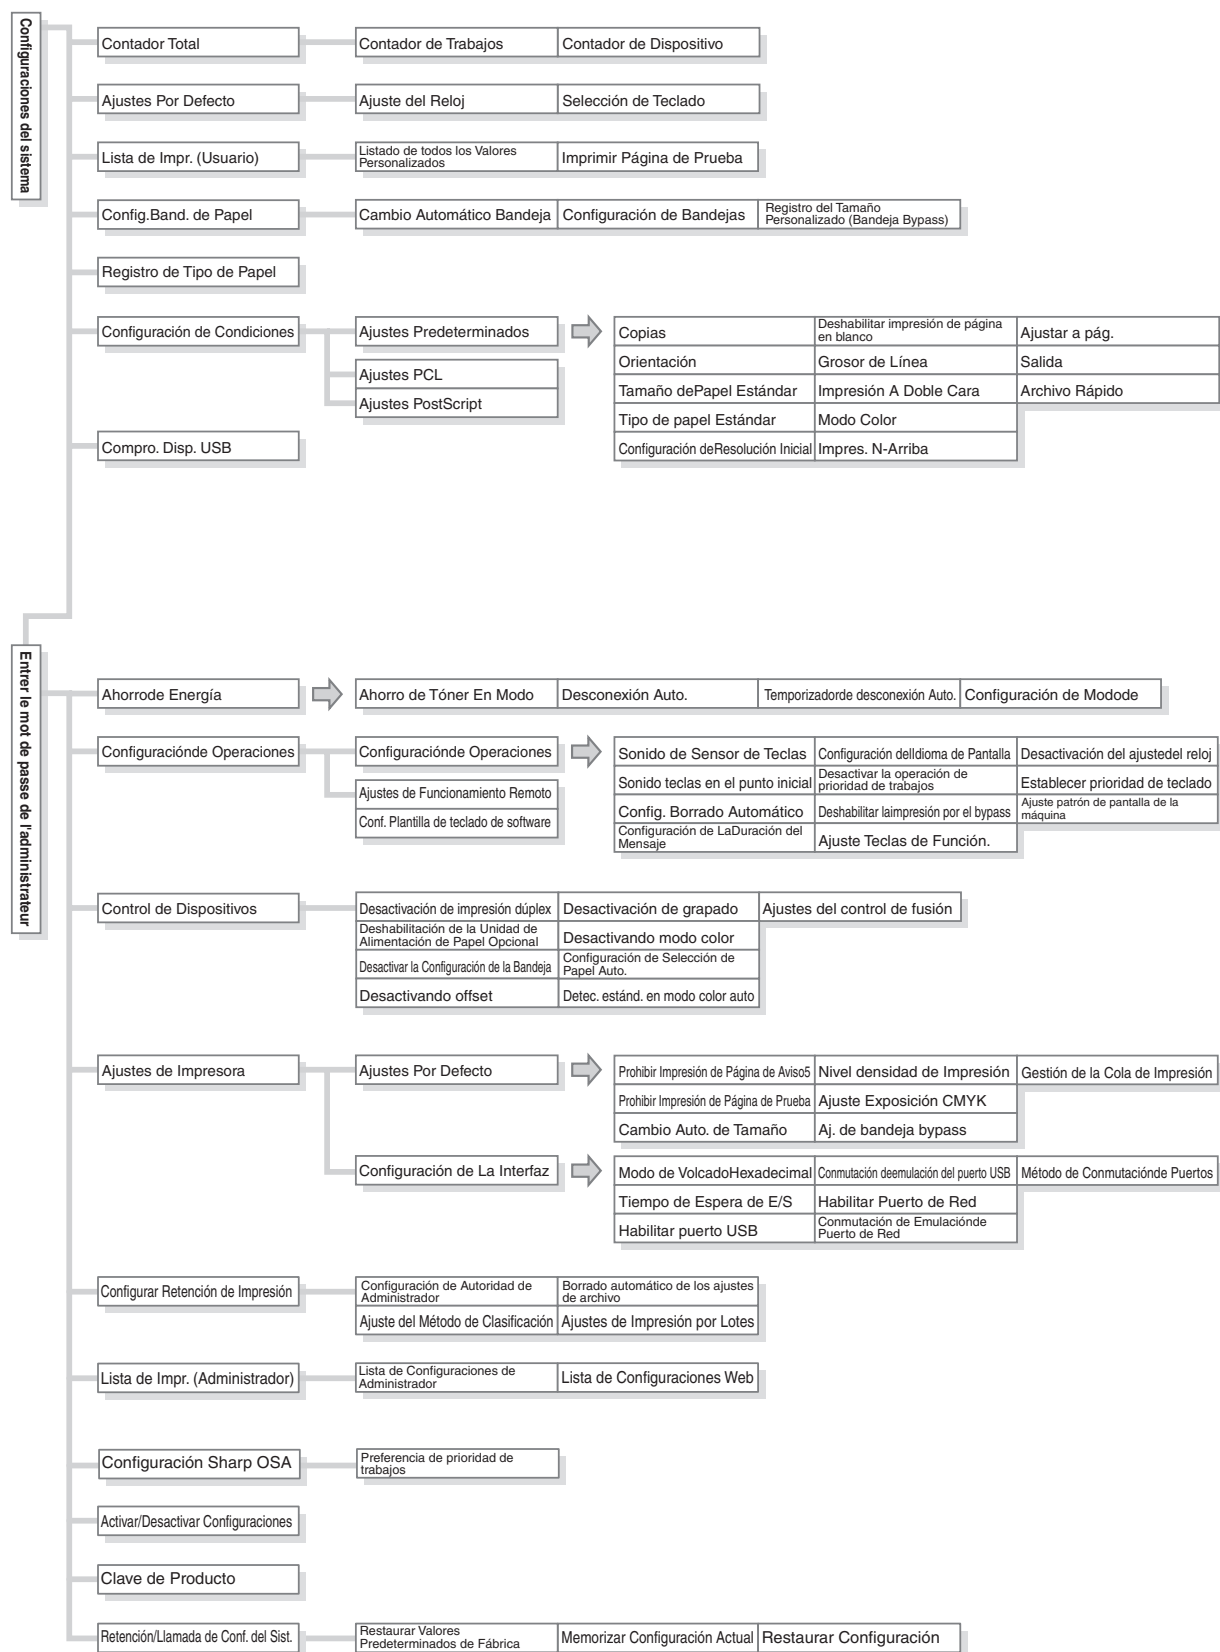 Configuraciones del sistema
Contador Total
Contador de Trabajos
Contador de Dispositivo
Ajustes Por Defecto
Ajuste del Reloj
Selección de Teclado
Lista de Impr. (Usuario)
Listado de todos los Valores
Personalizados
Imprimir Página de Prueba
Config.Band. de Papel
Cambio Automático Bandeja
Configuración de Bandejas
Registro del Tamaño
Personalizado (Bandeja Bypass)
Registro de Tipo de Papel
Configuración de Condiciones
Ajustes Predeterminados
Ajustes PCL
Ajustes PostScript
Copias
Deshabilitar impresión de página
en blanco
Ajustar a pág.
Orientación
Grosor de Línea
Salida
Tamaño dePapel Estándar
Impresión A Doble Cara
Archivo Rápido
Tipo de papel Estándar
Modo Color
Configuración deResolución Inicial
Impres. N-Arriba
Compro. Disp. USB
Entrer le mot de passe de l'administrateur
Ahorrode Energía
Ahorro de Tóner En Modo
Desconexión Auto.
Temporizadorde desconexión Auto.
Configuración de Modode
Configuraciónde Operaciones
Configuraciónde Operaciones
Ajustes de Funcionamiento Remoto
Conf. Plantilla de teclado de software
Sonido de Sensor de Teclas
Configuración delIdioma de Pantalla
Desactivación del ajustedel reloj
Sonido teclas en el punto inicial
Desactivar la operación de
prioridad de trabajos
Establecer prioridad de teclado
Config. Borrado Automático
Deshabilitar laimpresión por el bypass
Ajuste patrón de pantalla de la
máquina
Configuración de LaDuración del
Mensaje
Ajuste Teclas de Función.
Control de Dispositivos
Desactivación de impresión dúplex
Desactivación de grapado
Ajustes del control de fusión
Deshabilitación de la Unidad de
Alimentación de Papel Opcional
Desactivando modo color
Desactivar la Configuración de la Bandeja
Configuración de Selección de
Papel Auto.
Desactivando offset
Detec. estánd. en modo color auto
Ajustes de Impresora
Ajustes Por Defecto
Prohibir Impresión de Página de Aviso5
Nivel densidad de Impresión
Gestión de la Cola de Impresión
Prohibir Impresión de Página de Prueba
Ajuste Exposición CMYK
Cambio Auto. de Tamaño
Aj. de bandeja bypass
Configuración de La Interfaz
Modo de VolcadoHexadecimal
Conmutación deemulación del puerto USB
Método de Conmutaciónde Puertos
Tiempo de Espera de E/S
Habilitar Puerto de Red
Habilitar puerto USB
Conmutación de Emulaciónde
Puerto de Red
Configurar Retención de Impresión
Configuración de Autoridad de
Administrador
Borrado automático de los ajustes
de archivo
Ajuste del Método de Clasificación
Ajustes de Impresión por Lotes
Lista de Impr. (Administrador)
Lista de Configuraciones de
Administrador
Lista de Configuraciones Web
Configuración Sharp OSA
Preferencia de prioridad de
trabajos
Activar/Desactivar Configuraciones
Clave de Producto
Retención/Llamada de Conf. del Sist.
Restaurar Valores
Predeterminados de Fábrica
Memorizar Configuración Actual
Restaurar Configuración